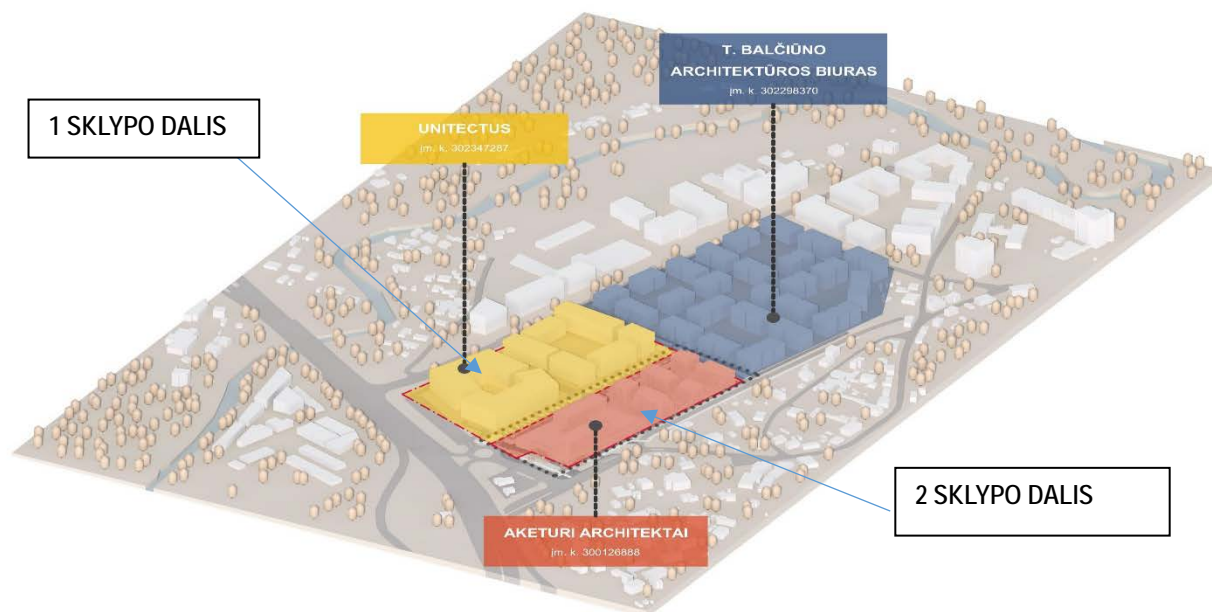 T. BALČIŪNO
ARCHITEKTŪROS BIURAS
įm. k. 302298370
1 SKLYPO DALIS
UNITECTUS
įm. k. 302347287
2 SKLYPO DALIS
AKETURI ARCHITEKTAI
įm. k. 300126888